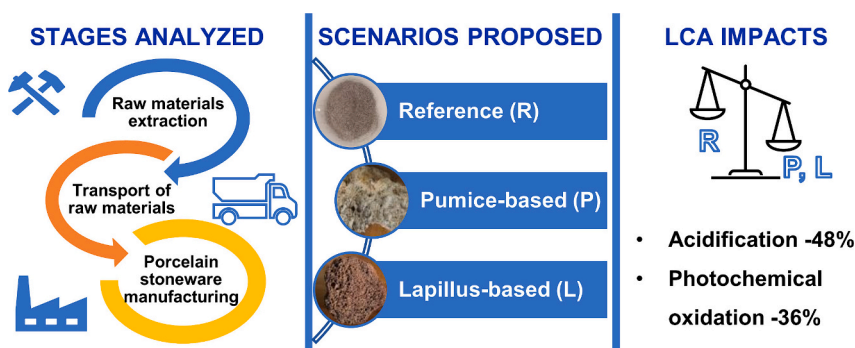 STAGES ANALYZED
Raw materials
extraction
Transport of
raw materials
Porcelain
stoneware
manufacturing
SCENARIOS PROPOSED
Reference (R)
Pumice-based (P)
Lapillus-based (L)
LCA IMPACTS
R
P, L
• Acidification -48%
• Photochemical
oxidation -36%